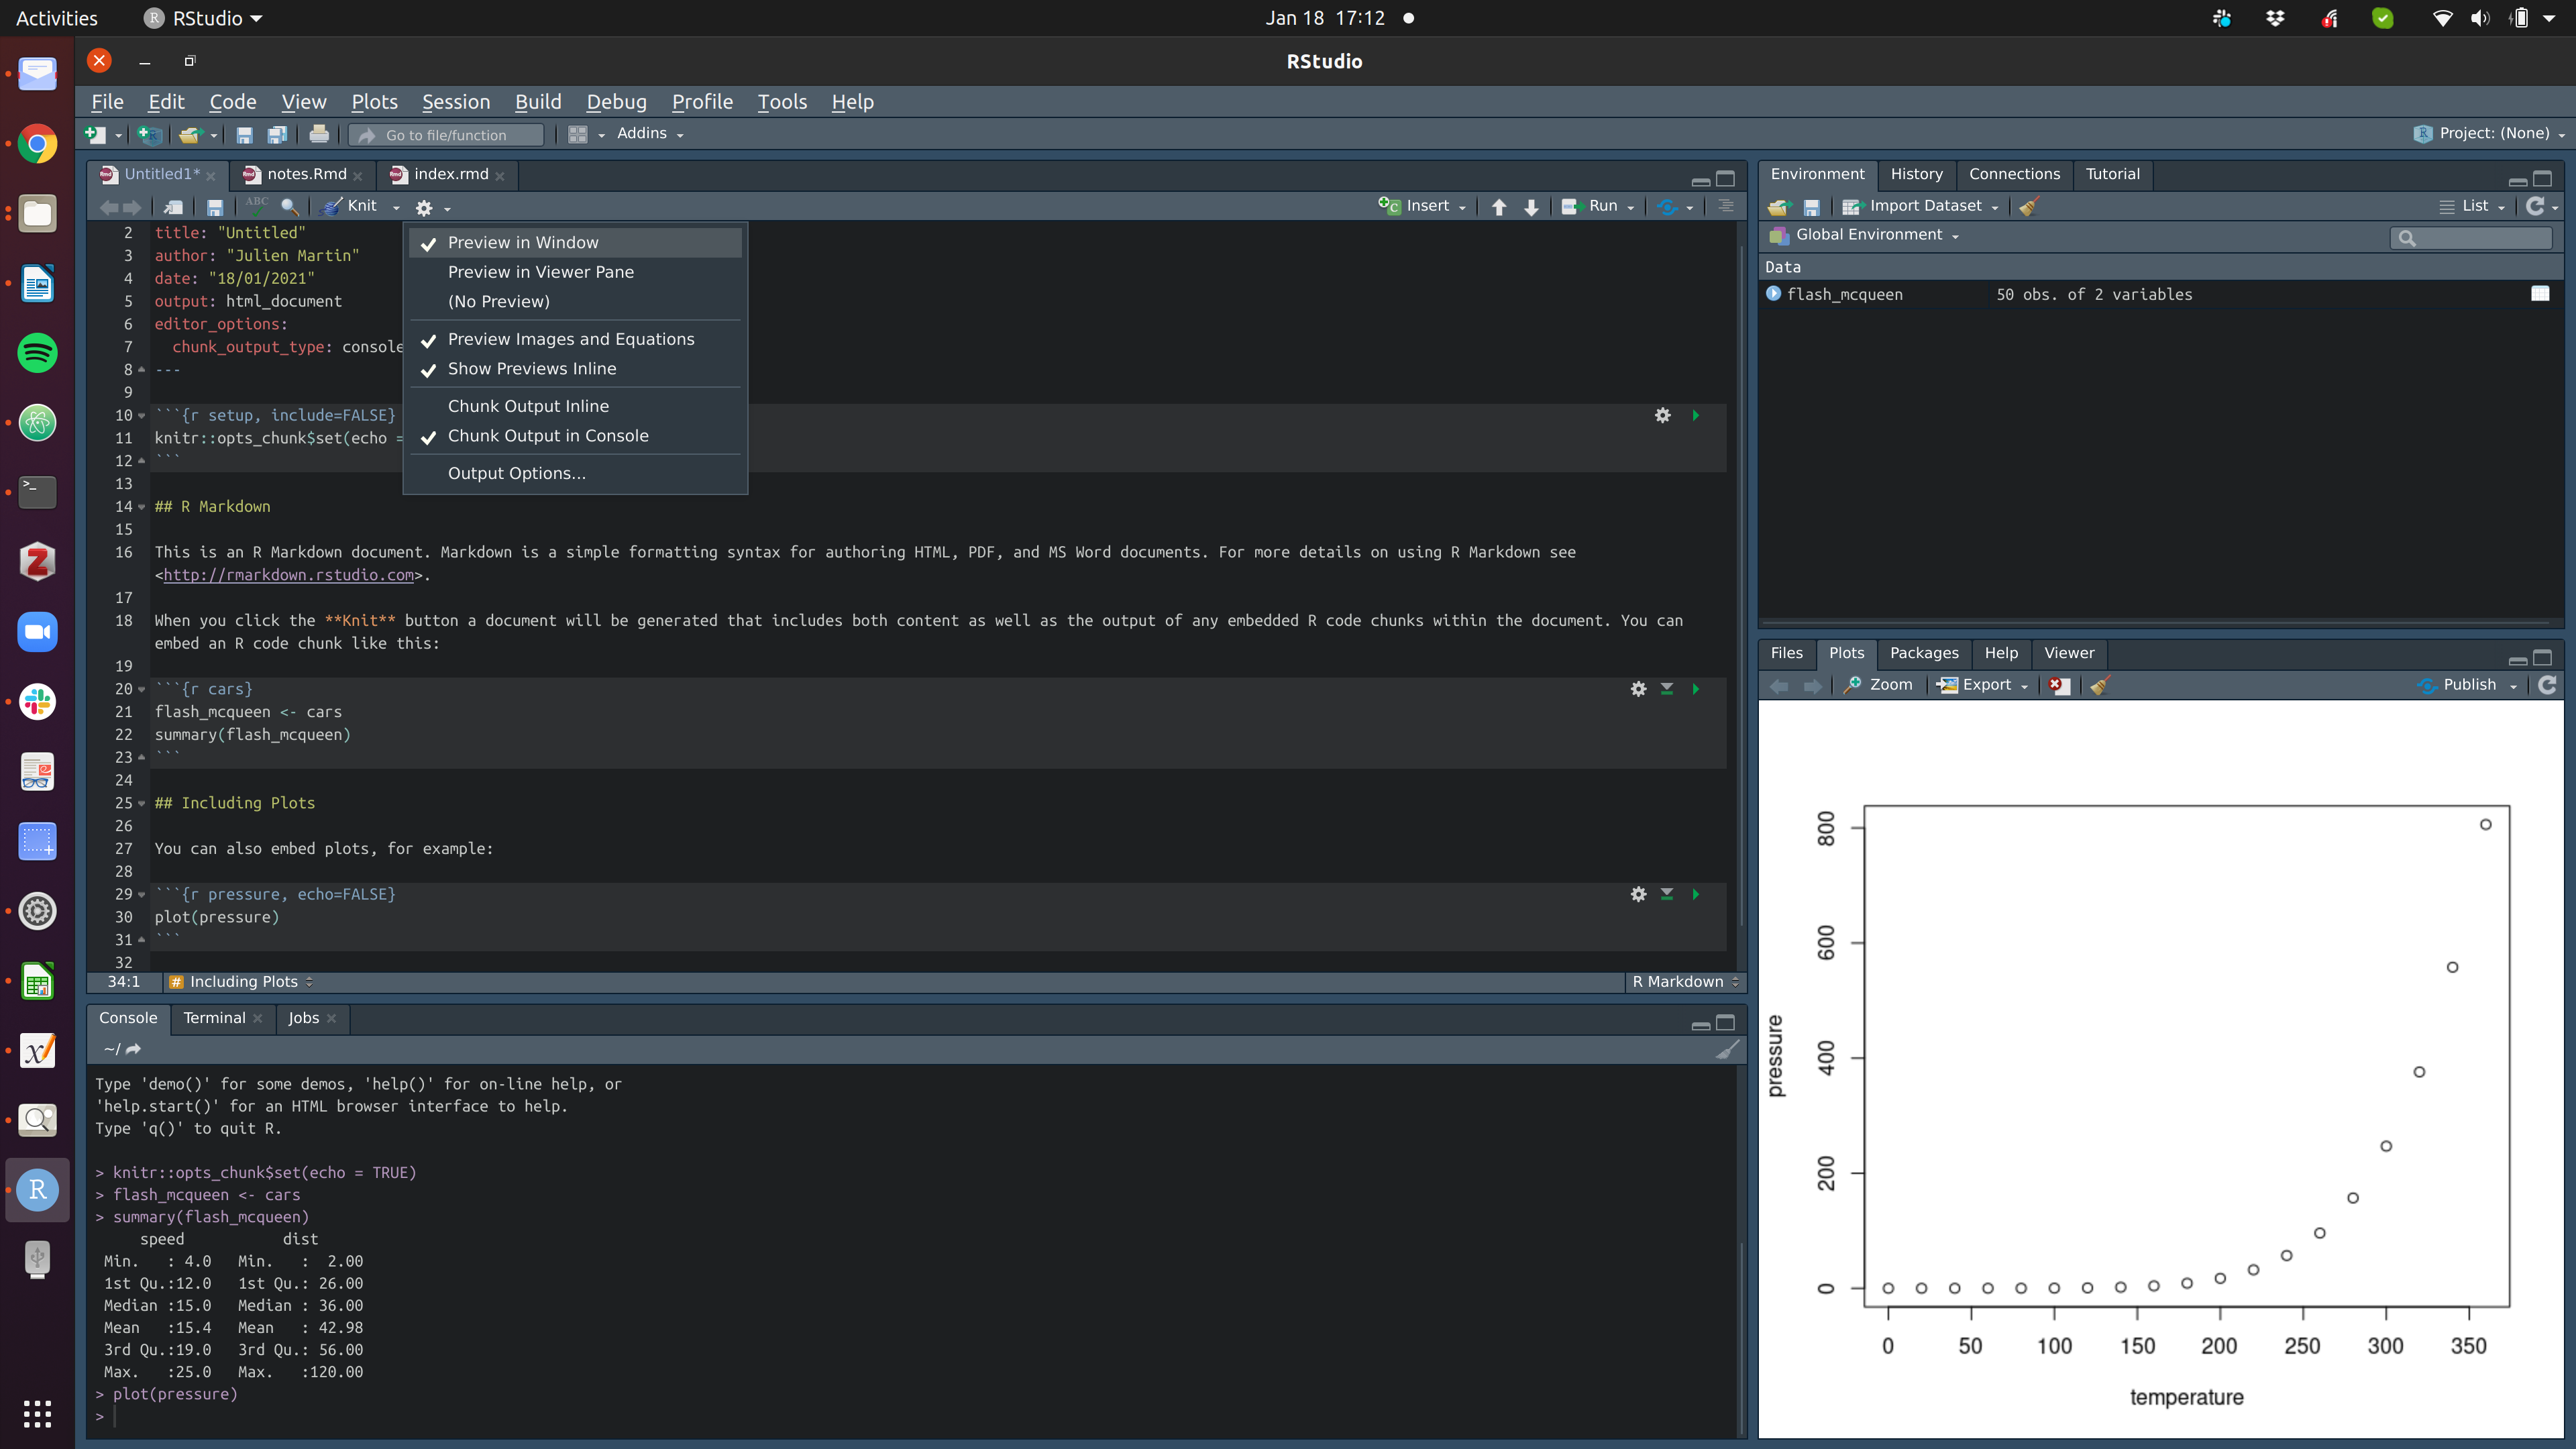 Activities
RStudio
Jan 18 17:12
RStudio
File Edit Code View Plots Session Build Debug Profile Tools Help
Go to file/function
Addins
Project: (None)
Untitled1* notes.Rmd index.rmd
ABC
Knit
Insert Run
Preview in Window
Preview in Viewer Pane
(No Preview)
Preview Images and Equations
Show Previews Inline
Chunk Output Inline
Chunk Output in Console
Output Options...
2 title: "Untitled"
3 author: "Julien Martin"
4 date: "18/01/2021"
5 output: html_document
6 editor_options:
7 chunk_output_type: console
8 ---
9
10 ```{r setup, include=FALSE}
11 knitr::opts_chunk$set(echo =
12 ```
13
14 ## R Markdown
15
16 This is an R Markdown document. Markdown is a simple formatting syntax for authoring HTML, PDF, and MS Word documents. For more details on using R Markdown see
<http://rmarkdown.rstudio.com>.
17
18 When you click the **Knit** button a document will be generated that includes both content as well as the output of any embedded R code chunks within the document. You can
embed an R code chunk like this:
19
20 ```{r cars}
21 flash_mcqueen <- cars
22 summary(flash_mcqueen)
23 ```
24
25 ## Including Plots
26
27 You can also embed plots, for example:
28
29 ```{r pressure, echo=FALSE}
30 plot(pressure)
31 ```
32
34:1 # Including Plots R Markdown
Console Terminal Jobs
~/
Type 'demo()' for some demos, 'help()' for on-line help, or
'help.start()' for an HTML browser interface to help.
Type 'q()' to quit R.
> knitr::opts_chunk$set(echo = TRUE)
> flash_mcqueen <- cars
> summary(flash_mcqueen)
speed dist
Min. : 4.0 Min. : 2.00
1st Qu.:12.0 1st Qu.: 26.00
Median :15.0 Median : 36.00
Mean :15.4 Mean : 42.98
3rd Qu.:19.0 3rd Qu.: 56.00
Max. :25.0 Max. :120.00
> plot(pressure)
>
Environment History Connections Tutorial
Import Dataset
List
Global Environment
Data
flash_mcqueen 50 obs. of 2 variables
Files Plots Packages Help Viewer
Zoom Export Publish
800
600
400
200
0
pressure
0 50 100 150 200 250 300 350
temperature